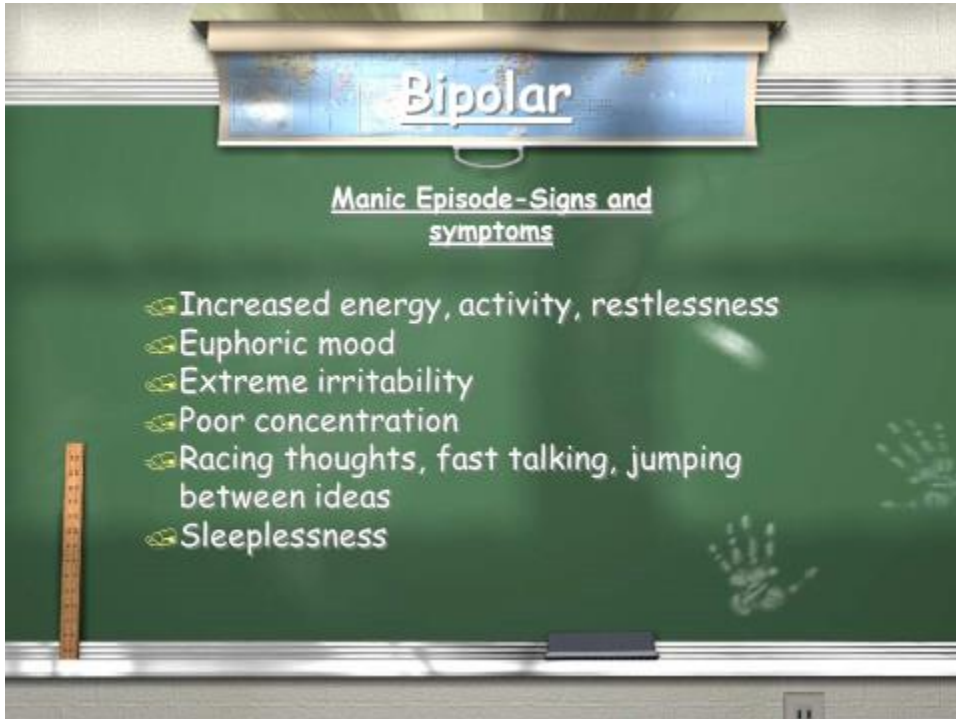 Bipolar
Manic Episode-Signs and
symptoms
Increased energy, activity, restlessness
Euphoric mood
Extreme irritability
Poor concentration
Racing thoughts, fast talking, jumping
between ideas
Sleeplessness